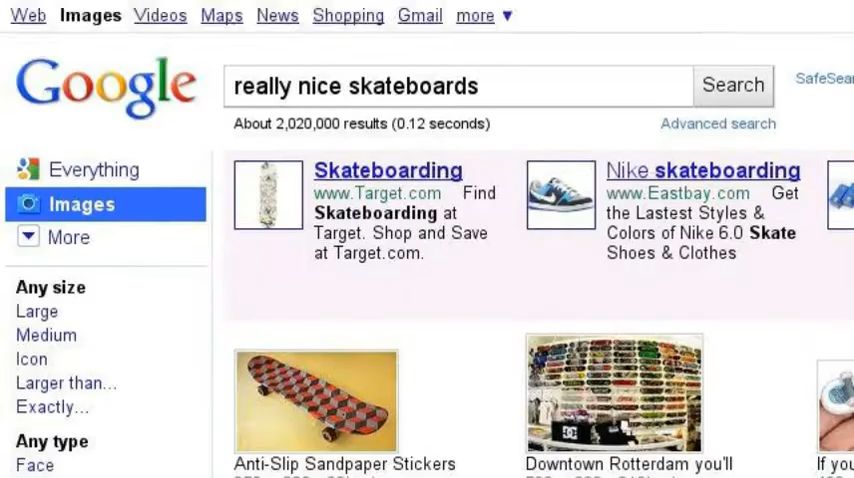 Web Images Videos Maps News Shopping Gmail more ▼
Google
really nice skateboards Search
SafeSear
About 2,020,000 results (0.12 seconds) Advanced search
Everything
Images
More
Any size
Large
Medium
Icon
Larger than...
Exactly...
Any type
Face
Skateboarding
www.Target.com Find
Skateboarding at
Target. Shop and Save
at Target.com.
Nike skateboarding
www.Eastbay.com Get
the Lastest Styles &
Colors of Nike 6.0 Skate
Shoes & Clothes
DC
Anti-Slip Sandpaper Stickers
Downtown Rotterdam you'll
If you